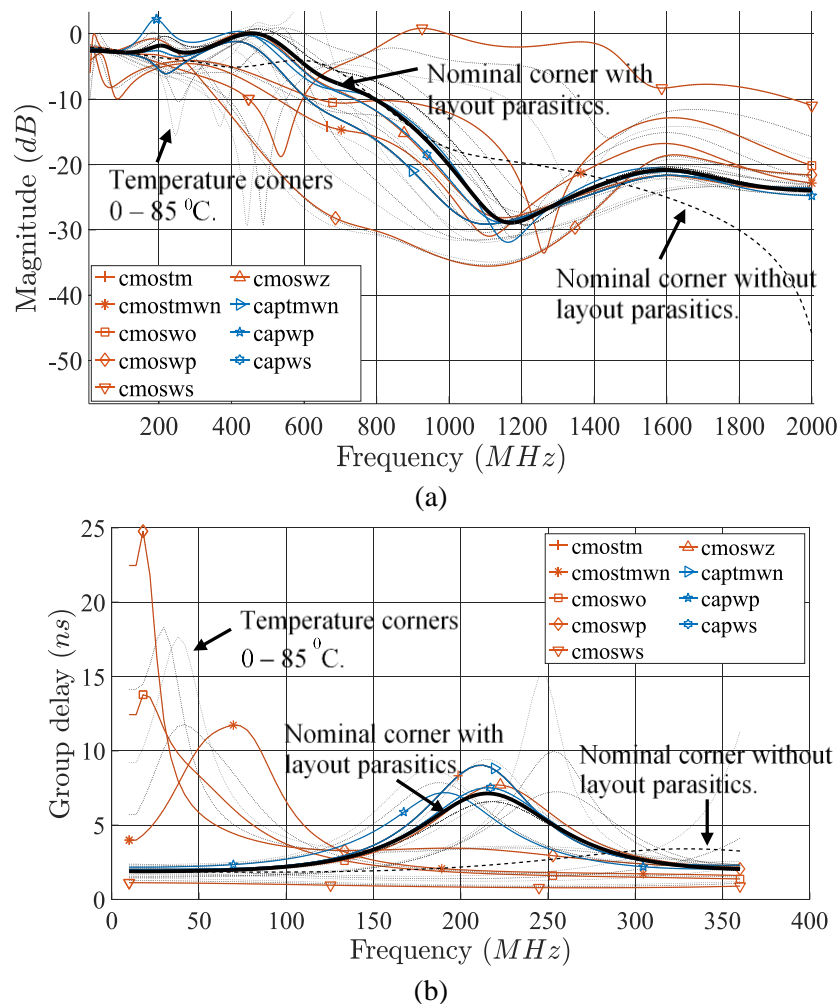 0
-10
-20
-30
-40
-50
Magnitude (dB)
Nominal corner with
layout parasitics.
Temperature corners
0 – 85 ⁰C.
Nominal corner without
layout parasitics.
cmostm
cmostmwn
cmoswo
cmoswp
cmosws
cmoswz
captmwn
capwp
capws
200 400 600 800 1000 1200 1400 1600 1800 2000
Frequency (MHz)
(a)
25
20
15
10
5
0
Group delay (ns)
cmostm
cmostmwn
cmoswo
cmoswp
cmosws
cmoswz
captmwn
capwp
capws
Temperature corners
0 – 85 ⁰C.
Nominal corner with
layout parasitics.
Nominal corner without
layout parasitics.
0 50 100 150 200 250 300 350 400
Frequency (MHz)
(b)